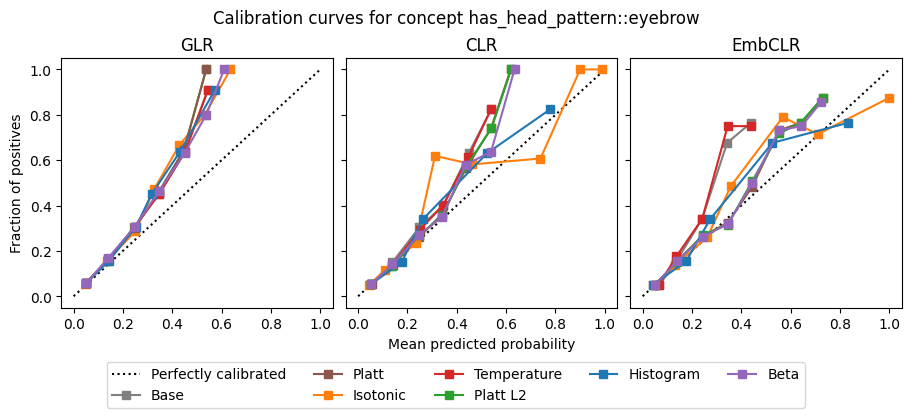 Calibration curves for concept has_head_pattern::eyebrow
GLR
CLR
EmbCLR
Fraction of positives
1.0
0.8
0.6
0.4
0.2
0.0
0.0 0.2 0.4 0.6 0.8 1.0
0.0 0.2 0.4 0.6 0.8 1.0
0.0 0.2 0.4 0.6 0.8 1.0
Mean predicted probability
Perfectly calibrated
Base
Platt
Isotonic
Temperature
Platt L2
Histogram
Beta